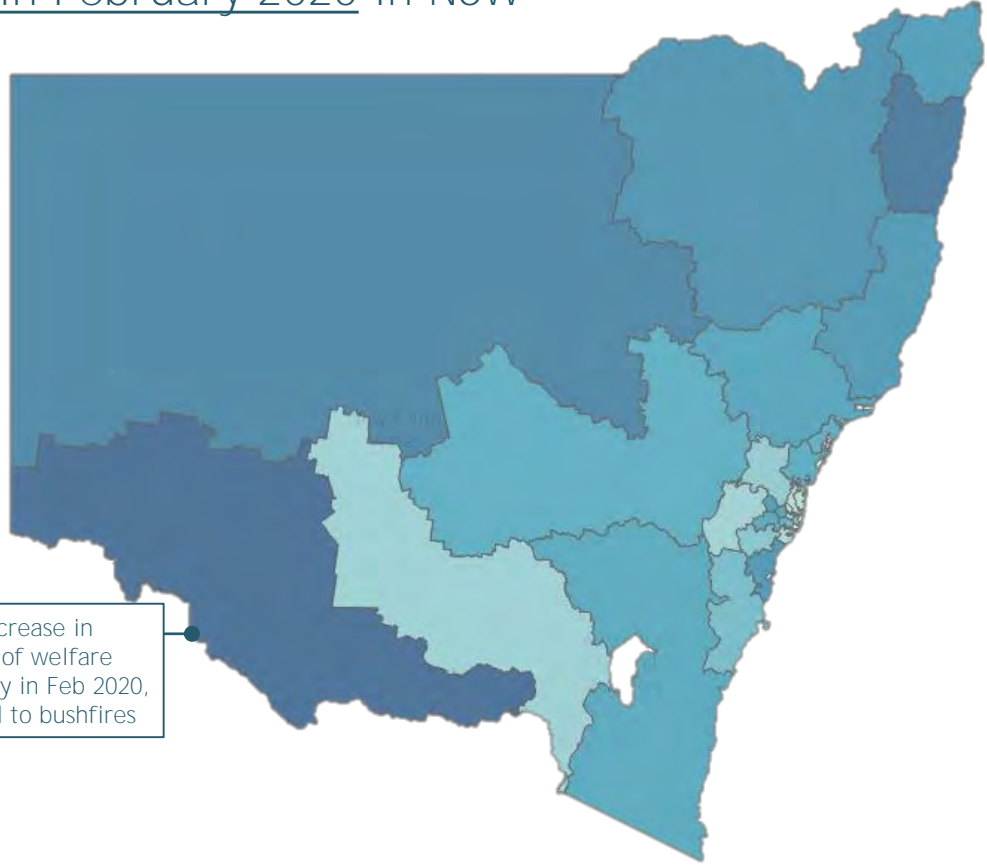 in February 2020 in New
crease in
of welfare
y in Feb 2020,
l to bushfires